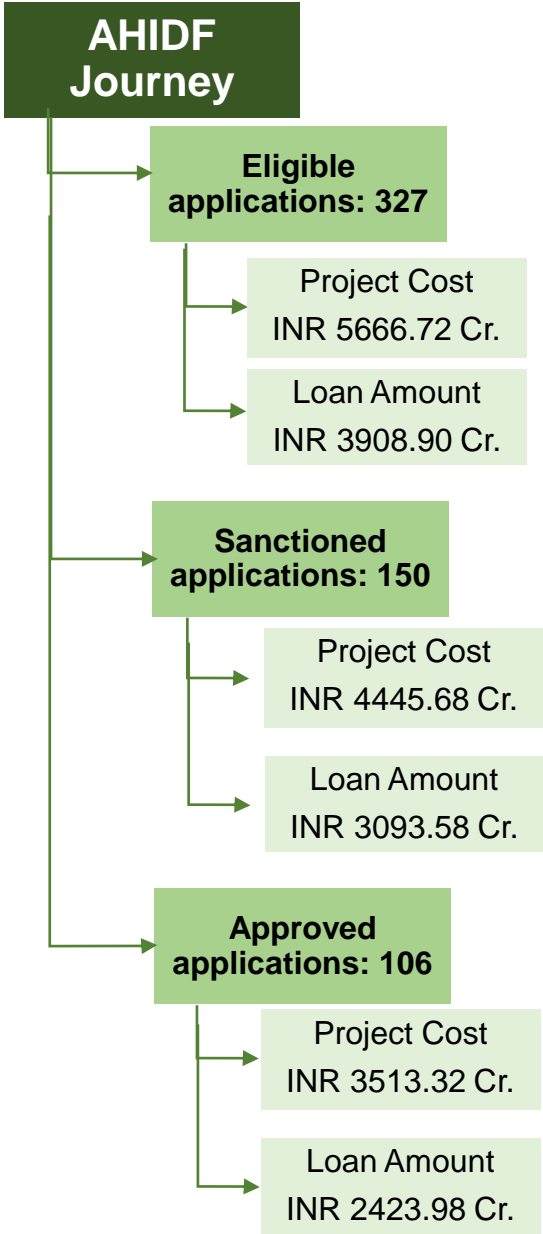 AHIDF
Journey
Eligible
applications: 327
Project Cost
INR 5666.72 Cr.
Loan Amount
INR 3908.90 Cr.
Sanctioned
applications: 150
Project Cost
INR 4445.68 Cr.
Loan Amount
INR 3093.58 Cr.
Approved
applications: 106
Project Cost
INR 3513.32 Cr.
Loan Amount
INR 2423.98 Cr.